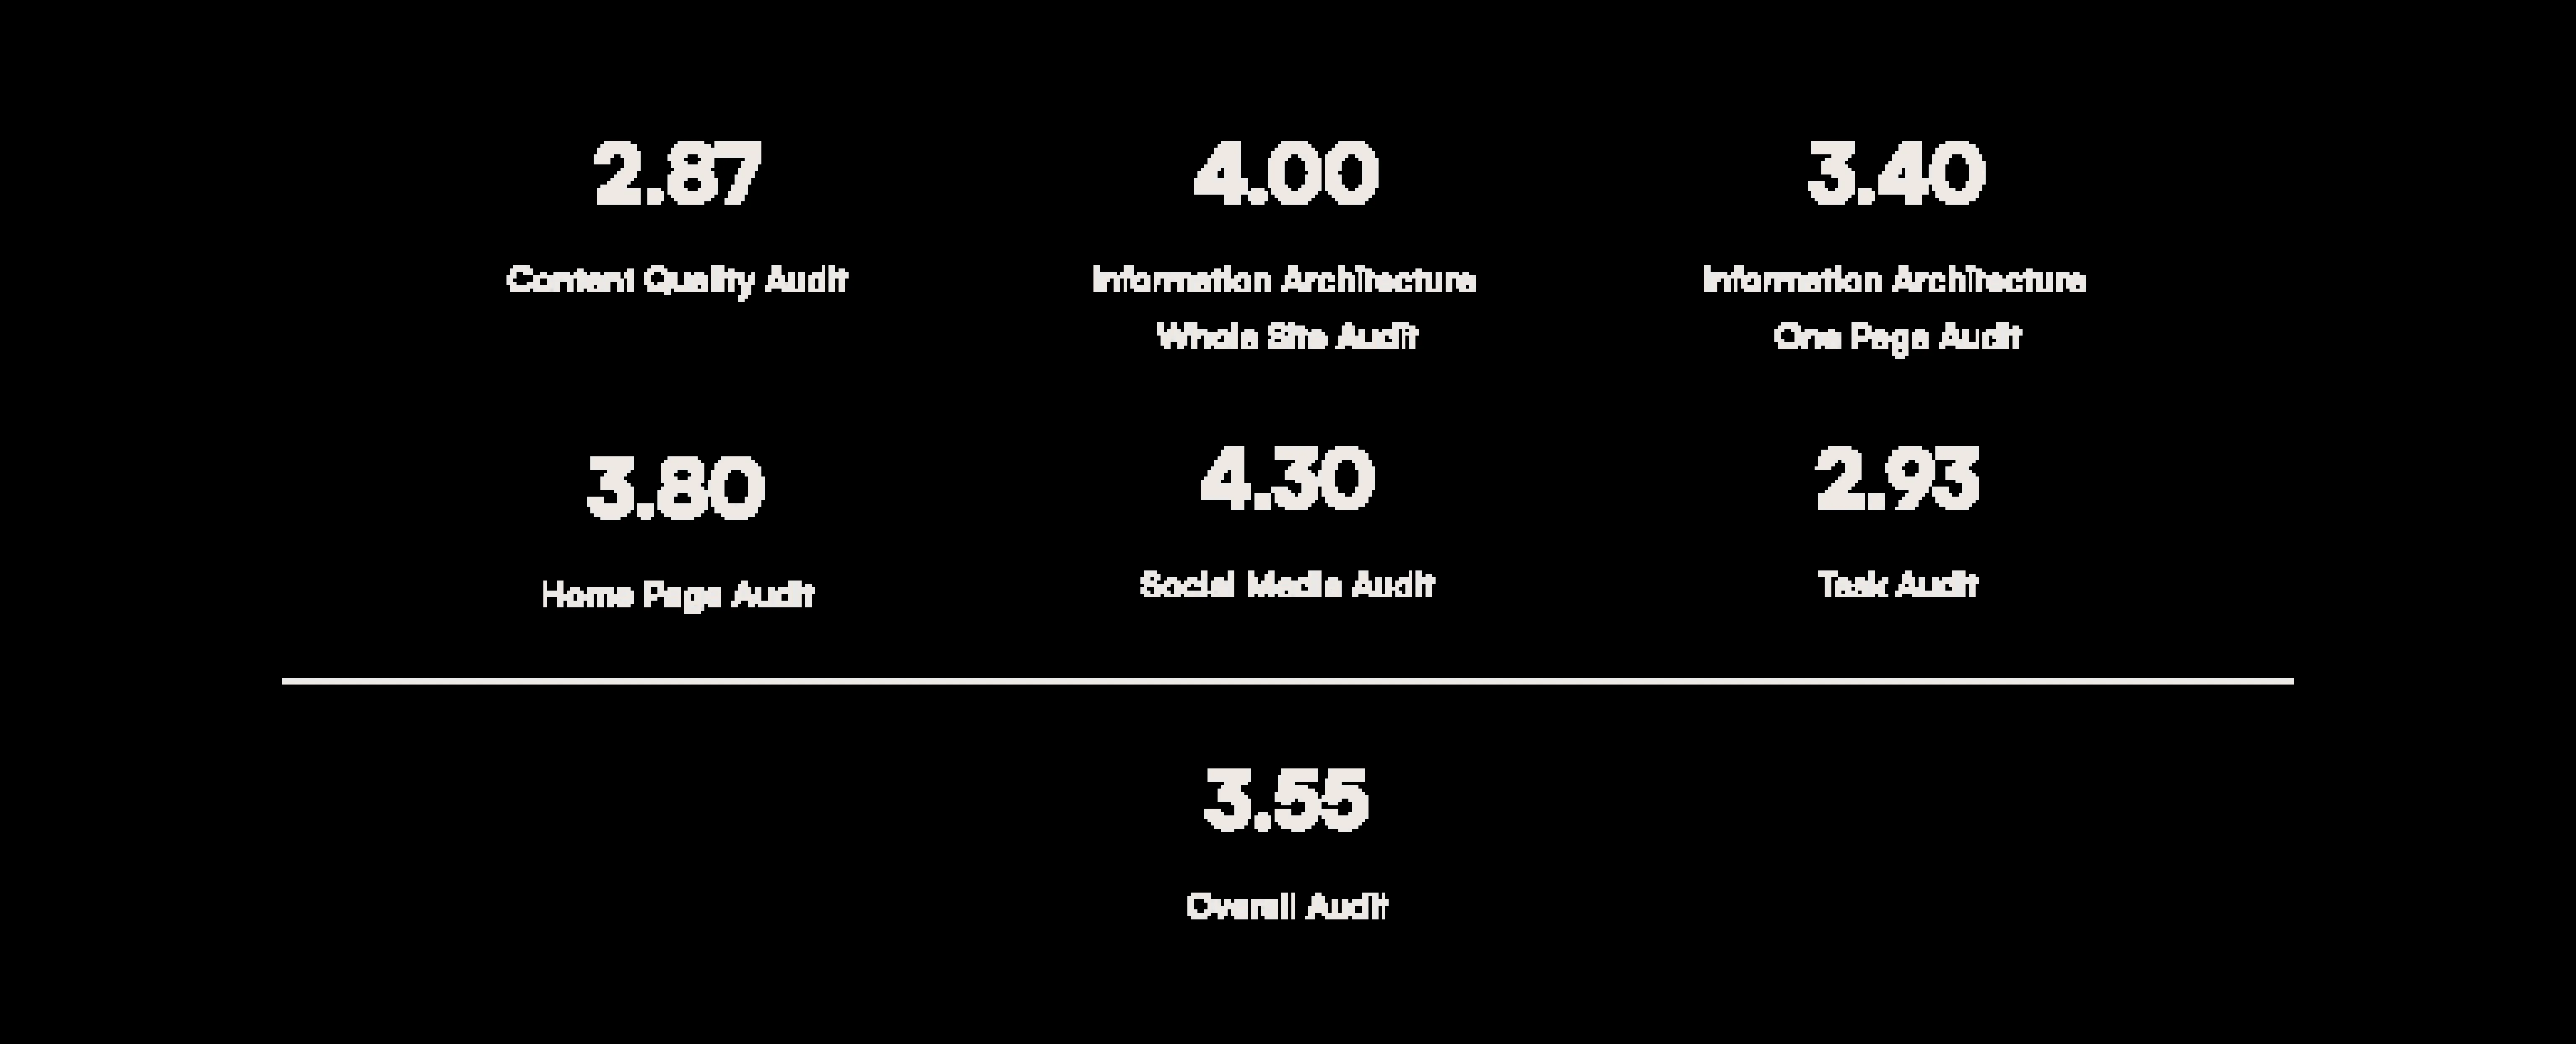 2.87 4.00 3.40
Content Quality Audit Information Architecture Information Architecture
Whole Site Audit One Page Audit
3.80 4.30 2.93
Home Page Audit Social Media Audit Task Audit
3.55
Overall Audit